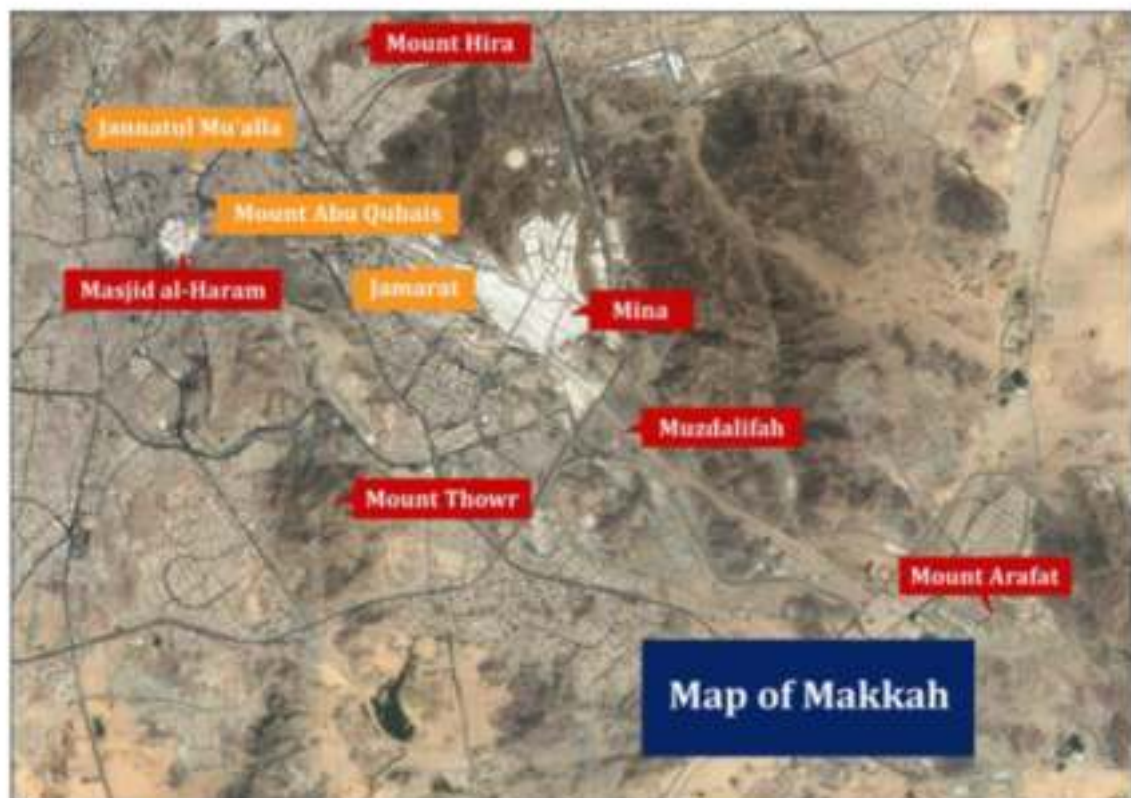 Mount Hira
Jannatul Mu'alla
Mount Abu Quhais
Masjid al-Haram
Jamarat
Mina
Muzdalifah
Mount Thowr
Mount Arafat
Map of Makkah